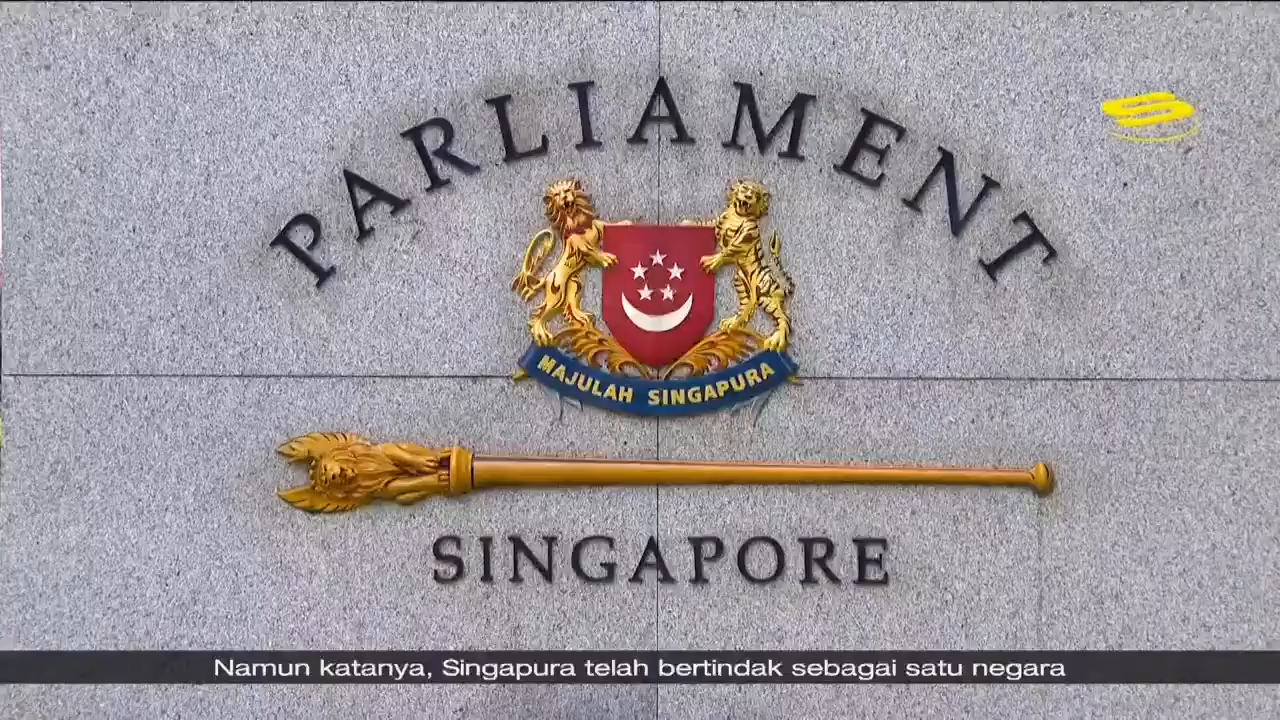 PARLIAMENT
MAJULAH SINGAPURA
SINGAPORE
Namun katanya, Singapura telah bertindak sebagai satu negara